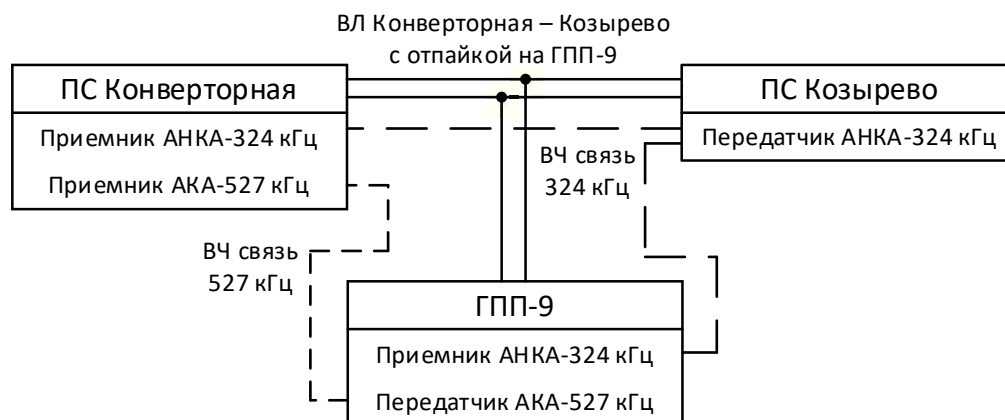 ВЛ Конверторная – Козырево
с отпайкой на ГПП-9
ПС Конверторная
Приемник АНКА-324 кГц
Приемник АКА-527 кГц
ПС Козырево
Передатчик АНКА-324 кГц
ВЧ связь
324 кГц
ВЧ связь
527 кГц
ГПП-9
Приемник АНКА-324 кГц
Передатчик АКА-527 кГц